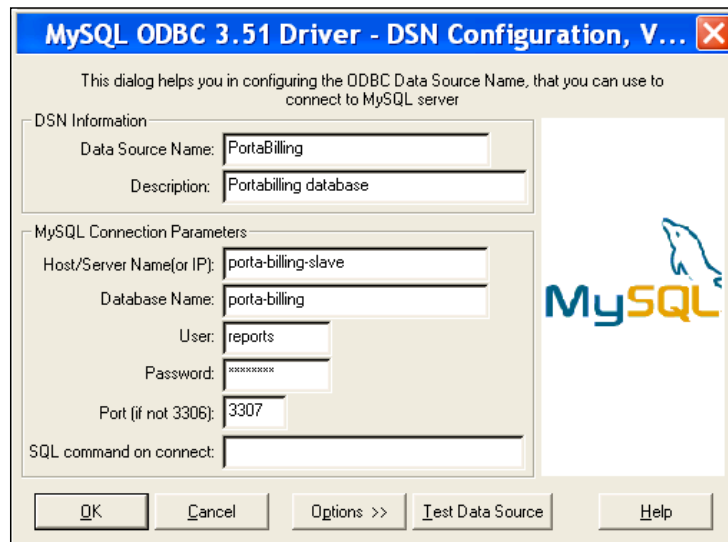 MySQL ODBC 3.51 Driver - DSN Configuration, V...
This dialog helps you in configuring the ODBC Data Source Name, that you can use to
connect to MySQL server
DSN Information
Data Source Name: PortaBilling
Description: Portabilling database
MySQL Connection Parameters
Host/Server Name(or IP): porta-billing-slave
Database Name: porta-billing
User: reports
Password: ********
Port (if not 3306): 3307
SQL command on connect:
MySQL
OK Cancel Options >> Test Data Source Help